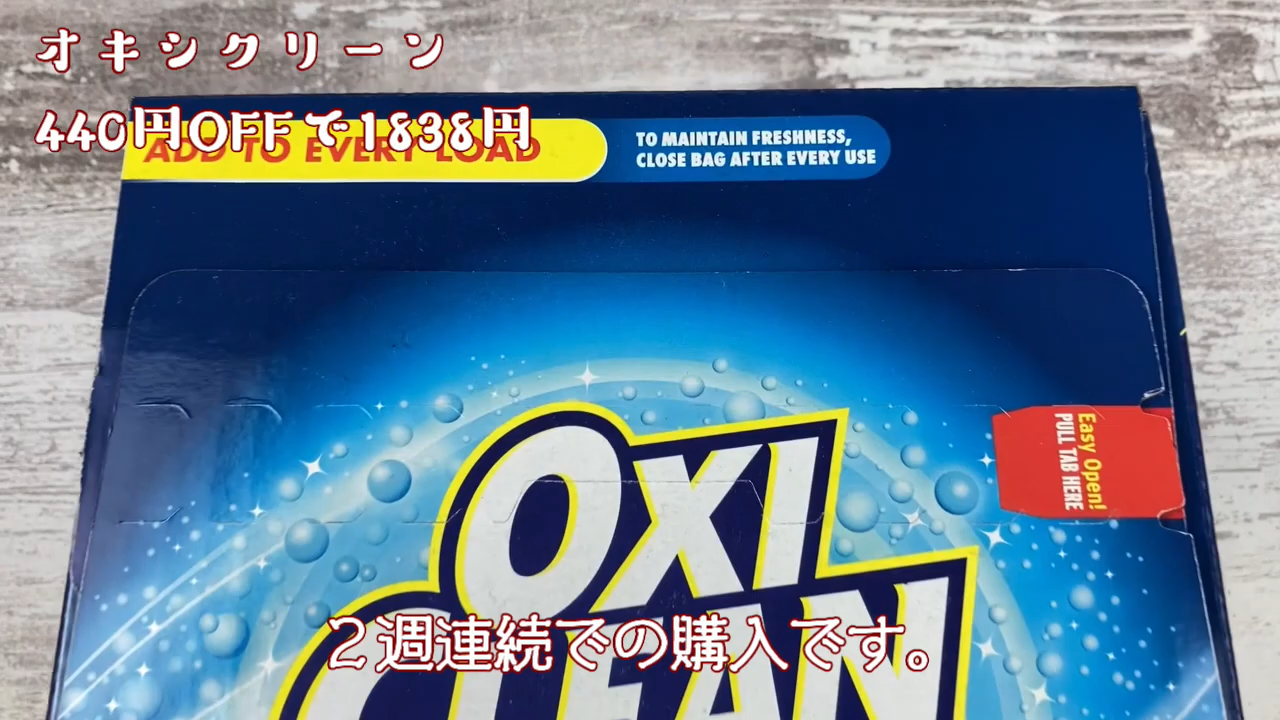 オキシクリーン
440円OFFで1838円
ADD TO EVERY LOAD
TO MAINTAIN FRESHNESS,
CLOSE BAG AFTER EVERY USE
Easy Open!
PULL TAB HERE
OXI
CLEAN
2週連続での購入です。